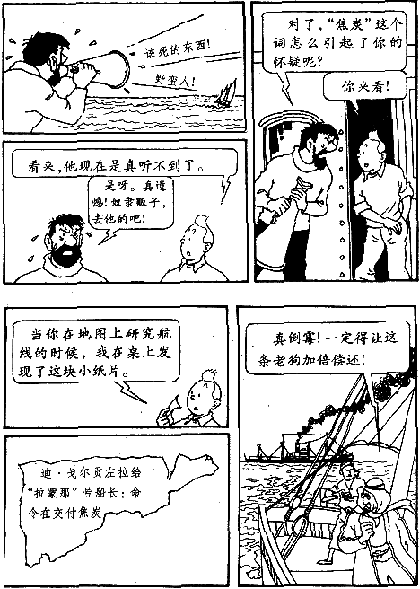 该死的东西！
野蛮人！
对了，“焦炭”这个
词怎么引起了你的
怀疑呢？
你来看！
看来，他现在是真听不到了。
是呀。真遗
憾！奴隶贩子，
去他的吧！
当你在地图上研究航
线的时候，我在桌上发
现了这块小纸片。
真倒霉！一定得让这
条老狗加倍偿还！
迪·戈尔贡佐拉给
“拉蒙那”号船长：命
令在交付焦炭